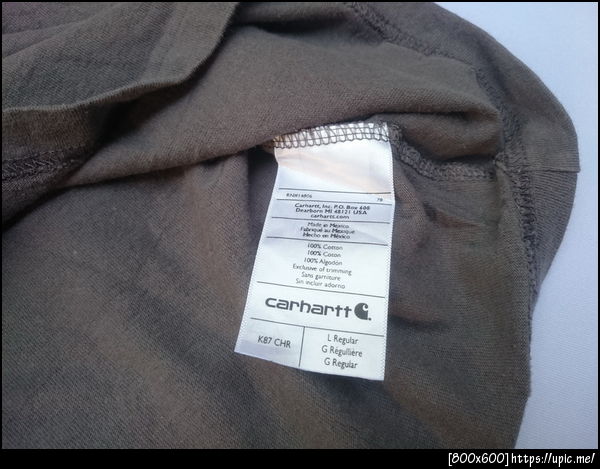 Carhartt, Inc. P.O. Box 600
Dearborn MI 48121 USA
carhartt.com
Made in Mexico
Fabriqué au Mexique
Hecho en México
100% Cotton
100% Coton
100% Algodón
Exclusive of trimming
Sans garniture
Sin incluir adorno
carhartt
K87 CHR
L Regular
G Régulière
G Regular
[800x600]https://upic.me/